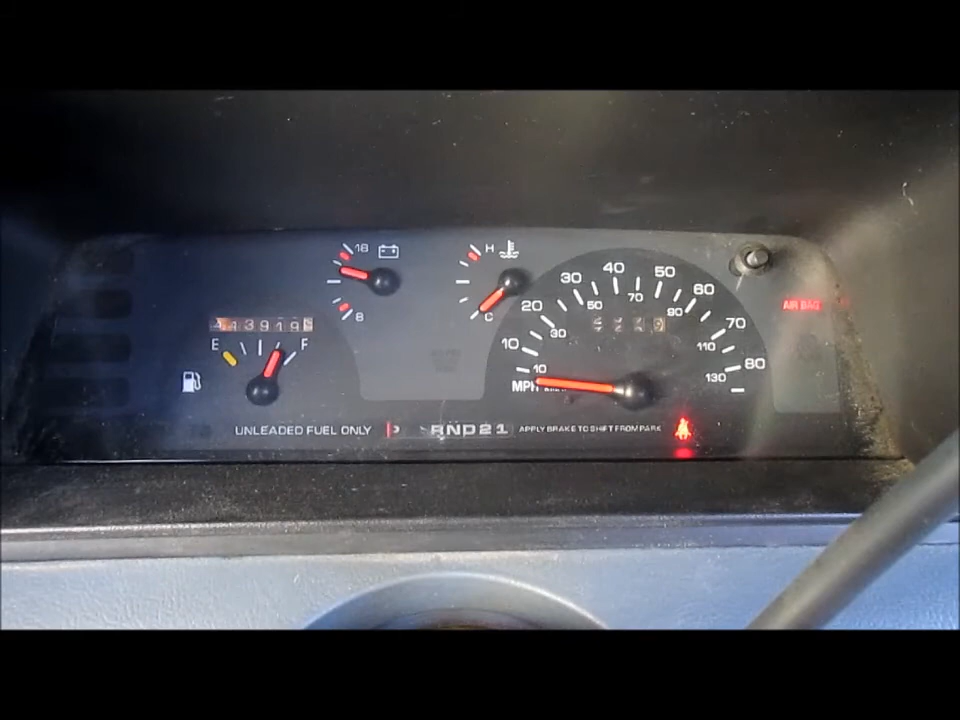 18
H
8
C
E F
10 20 30 40 50 60 70 80
10 30 50 70 90 110 130
MPH
AIR BAG
UNLEADED FUEL ONLY
P RND21
APPLY BRAKE TO SHIFT FROM PARK